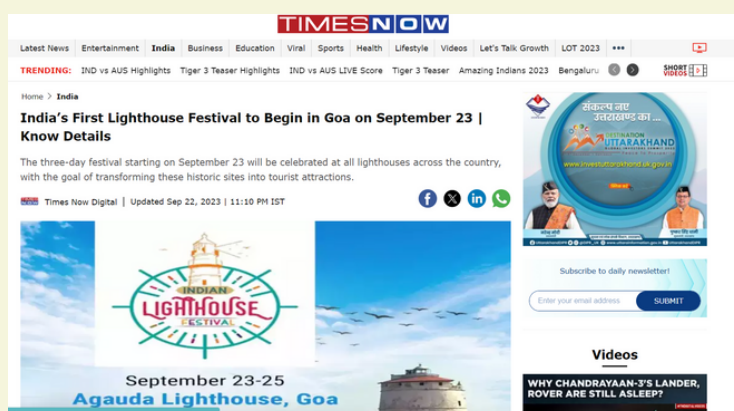 TIMES NOW
Latest News Entertainment India Business Education Viral Sports Health Lifestyle Videos Let's Talk Growth LOT 2023 •••
TRENDING: IND vs AUS Highlights Tiger 3 Teaser Highlights IND vs AUS LIVE Score Tiger 3 Teaser Amazing Indians 2023 Bengaluru
SHORT
VIDEOS
Home > India
India's First Lighthouse Festival to Begin in Goa on September 23 |
Know Details
The three-day festival starting on September 23 will be celebrated at all lighthouses across the country,
with the goal of transforming these historic sites into tourist attractions.
Times Now Digital | Updated Sep 22, 2023 | 11:10 PM IST
INDIAN
LIGHTHOUSE
FESTIVAL
September 23-25
Agauda Lighthouse, Goa
संकल्प नए
उत्तराखण्ड का ...
DESTINATION
UTTARAKHAND
www.investuttarakhand.uk.gov.in
Subscribe to daily newsletter!
Enter your email address
SUBMIT
Videos
WHY CHANDRAYAAN-3'S LANDER,
ROVER ARE STILL ASLEEP?